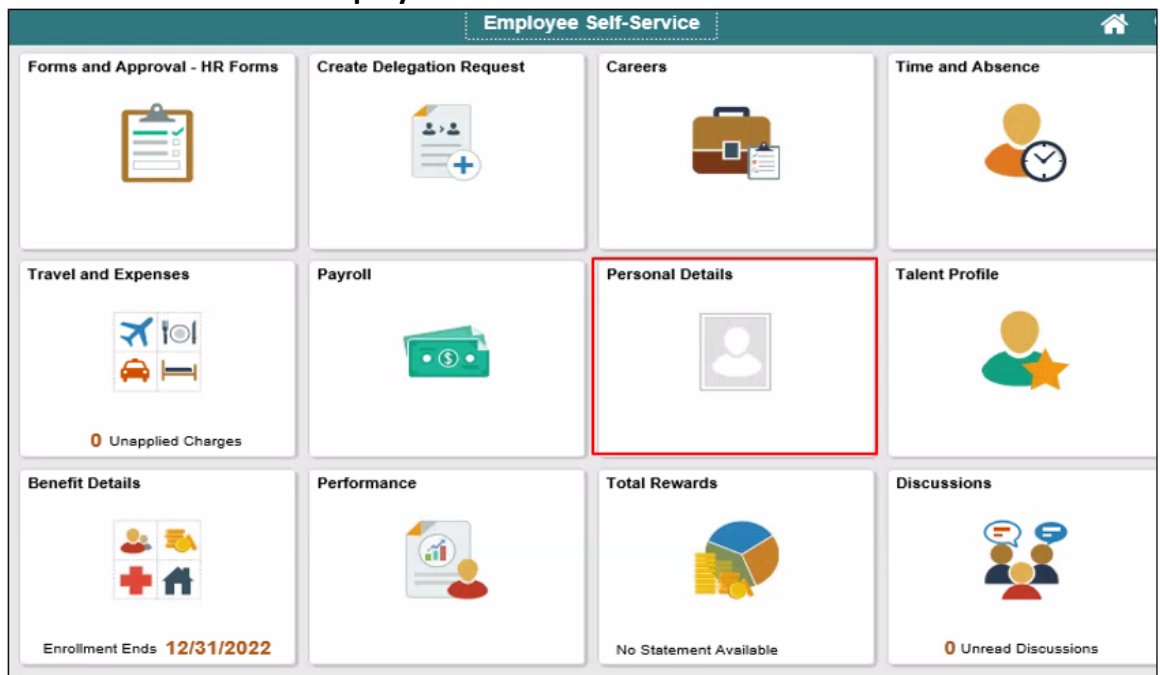 Employee Self-Service
Forms and Approval - HR Forms
Create Delegation Request
Careers
Time and Absence
Travel and Expenses
0 Unapplied Charges
Payroll
Personal Details
Talent Profile
Benefit Details
Enrollment Ends 12/31/2022
Performance
Total Rewards
No Statement Available
Discussions
0 Unread Discussions